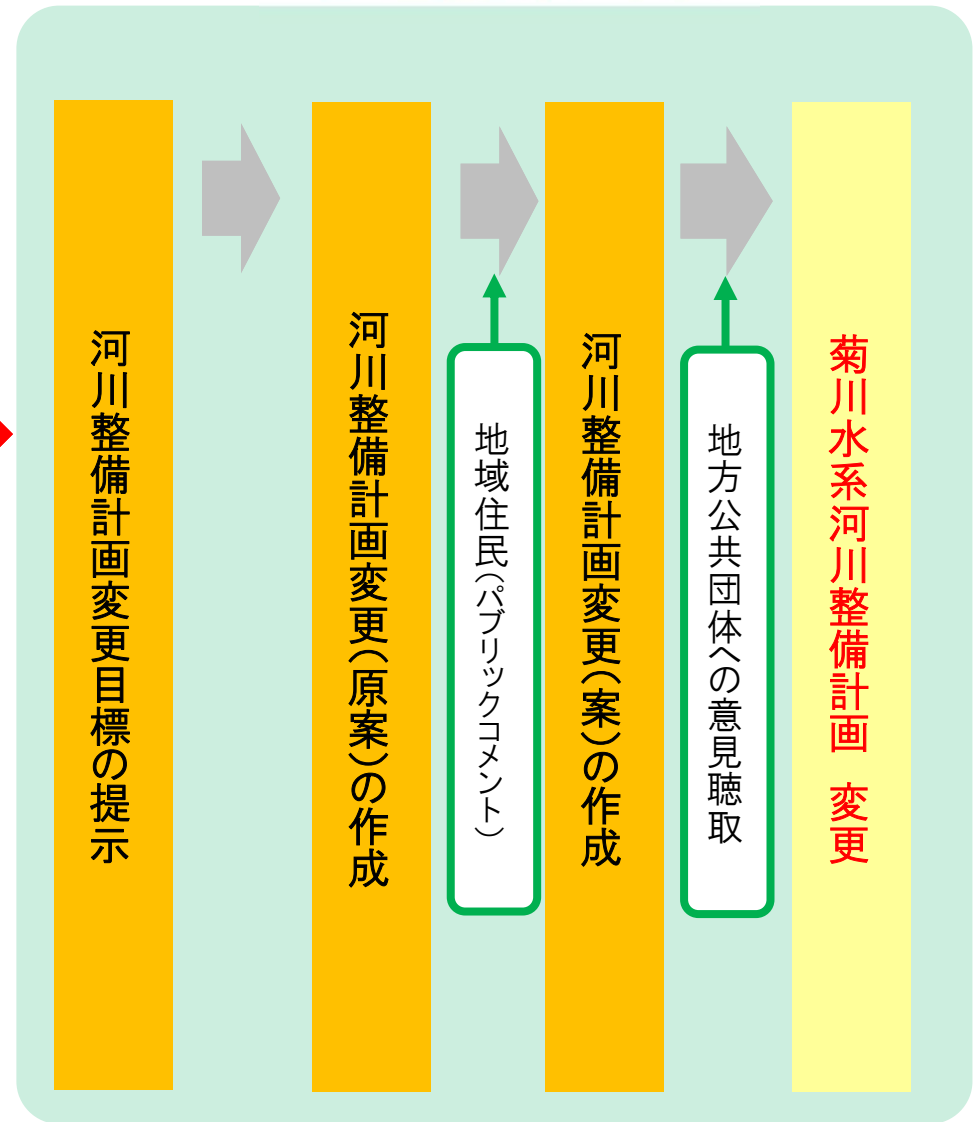 河川整備計画変更目標の提示
河川整備計画変更（原案）の作成
地域住民（パブリックコメント）
河川整備計画変更（案）の作成
地方公共団体への意見聴取
菊川水系河川整備計画　変更